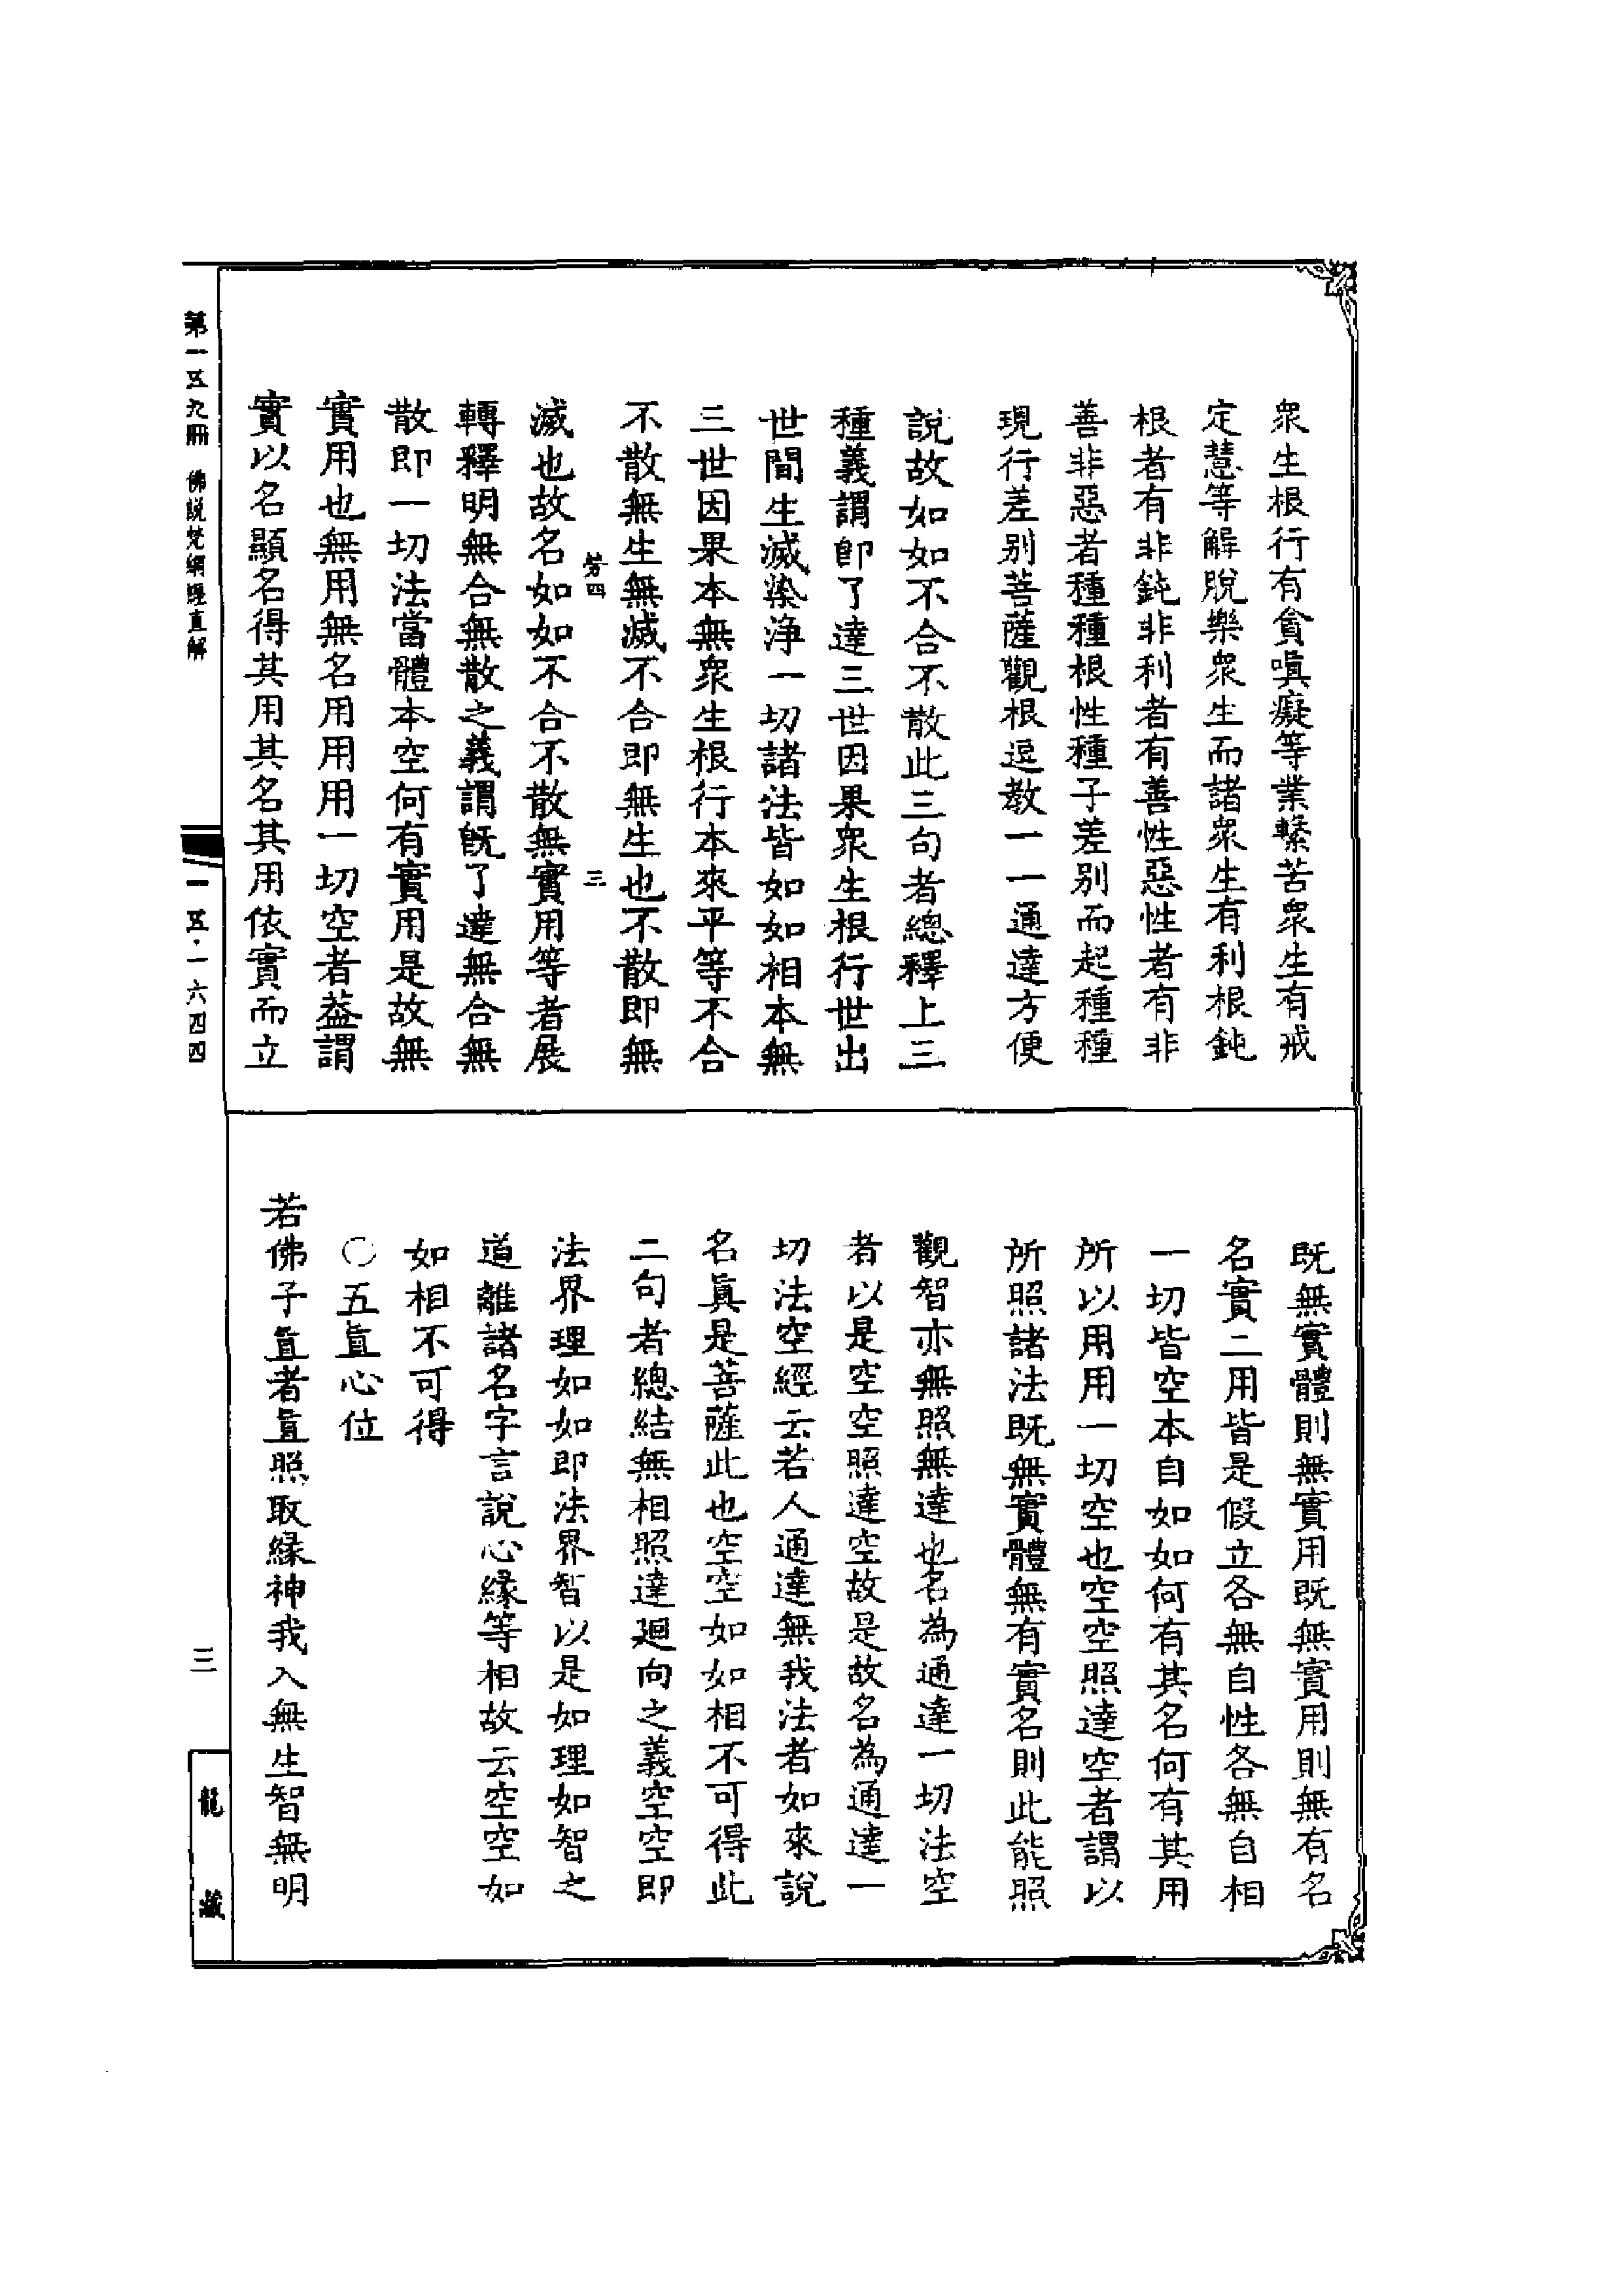 衆生根行有貪嗔癡等業繫苦衆生有戒
定慧等解脫樂衆生而諸衆生有利根鈍
根者有非鈍非利者有善性惡性者有非
善非惡者種種根性種子差別而起種種
現行差別菩薩觀根逗教一一通達方便
說故如如不合不散此三句者總釋上三
種義謂即了達三世因果衆生根行世出
世間生滅染淨一切諸法皆如如相本無
三世因果本無衆生根行本來平等不合
不散無生無滅不合即無生也不散即無
勞四 三
滅也故名如如不合不散無實用等者展
轉釋明無合無散之義謂既了達無合無
散即一切法當體本空何有實用是故無
實用也無用無名用用用一切空者葢謂
實以名顯名得其用其名其用依實而立
既無實體則無實用既無實用則無有名
名實二用皆是假立各無自性各無自相
一切皆空本自如如何有其名何有其用
所以用用一切空也空空照達空者謂以
所照諸法既無實體無有實名則此能照
觀智亦無照無達也名為通達一切法空
者以是空空照達空故是故名為通達一
切法空經云若人通達無我法者如來說
名眞是菩薩此也空空如如相不可得此
二句者總結無相照達廻向之義空空即
法界理如如即法界智以是如理如智之
道離諸名字言說心緣等相故云空空如
如相不可得
○五直心位
若佛子直者直照取緣神我入無生智無明
第一五九冊 佛說梵網經直解
一五·一六四四
三
龍藏